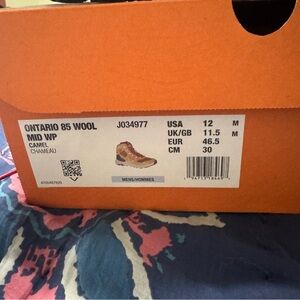 ONTARIO 85 WOOL
MID WP
CAMEL
CHAMEAU
J034977
MENS/HOMMES
USA 12 M
UK/GB 11.5 M
EUR 46.5
CM 30